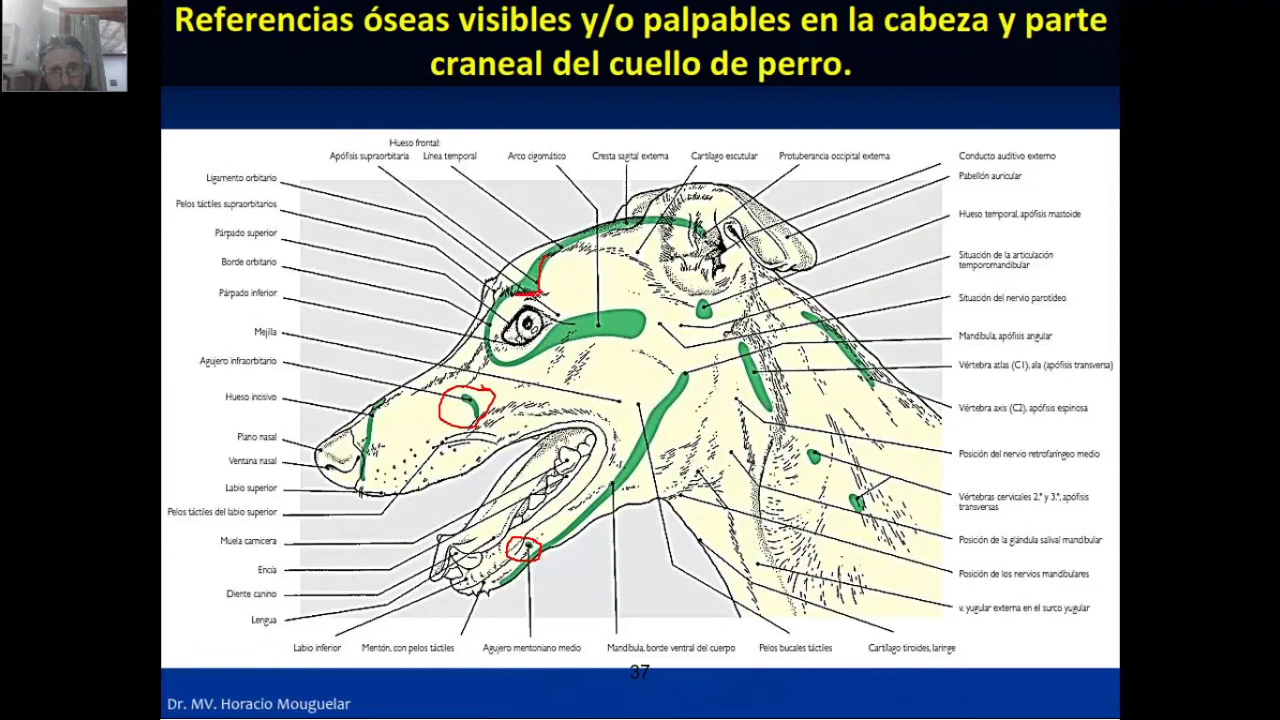 Referencias óseas visibles y/o palpables en la cabeza y parte
craneal del cuello de perro.
Hueso frontal:
Apófisis supraorbitaria
Línea temporal
Arco cigomático
Cresta sagital externa
Cartílago escutular
Protuberancia occipital externa
Conducto auditivo externo
Pabellón auricular
Hueso temporal, apófisis mastoide
Situación de la articulación
temporomandibular
Situación del nervio parotídeo
Mandíbula, apófisis angular
Vértebra atlas (C1), ala (apófisis transversa)
Vértebra axis (C2), apófisis espinosa
Posición del nervio retrofaríngeo medio
Vértebras cervicales 2.ª y 3.ª, apófisis
transversas
Posición de la glándula salival mandibular
Posición de los nervios mandibulares
v. yugular externa en el surco yugular
Ligamento orbitario
Pelos táctiles supraorbitarios
Párpado superior
Borde orbitario
Párpado inferior
Mejilla
Agujero infraorbitario
Hueso incisivo
Plano nasal
Ventana nasal
Labio superior
Pelos táctiles del labio superior
Muela carnicera
Encía
Diente canino
Lengua
Labio inferior
Mentón, con pelos táctiles
Agujero mentoniano medio
Mandíbula, borde ventral del cuerpo
Pelos bucales táctiles
Cartílago tiroides, laringe
37
Dr. MV. Horacio Mouguelar